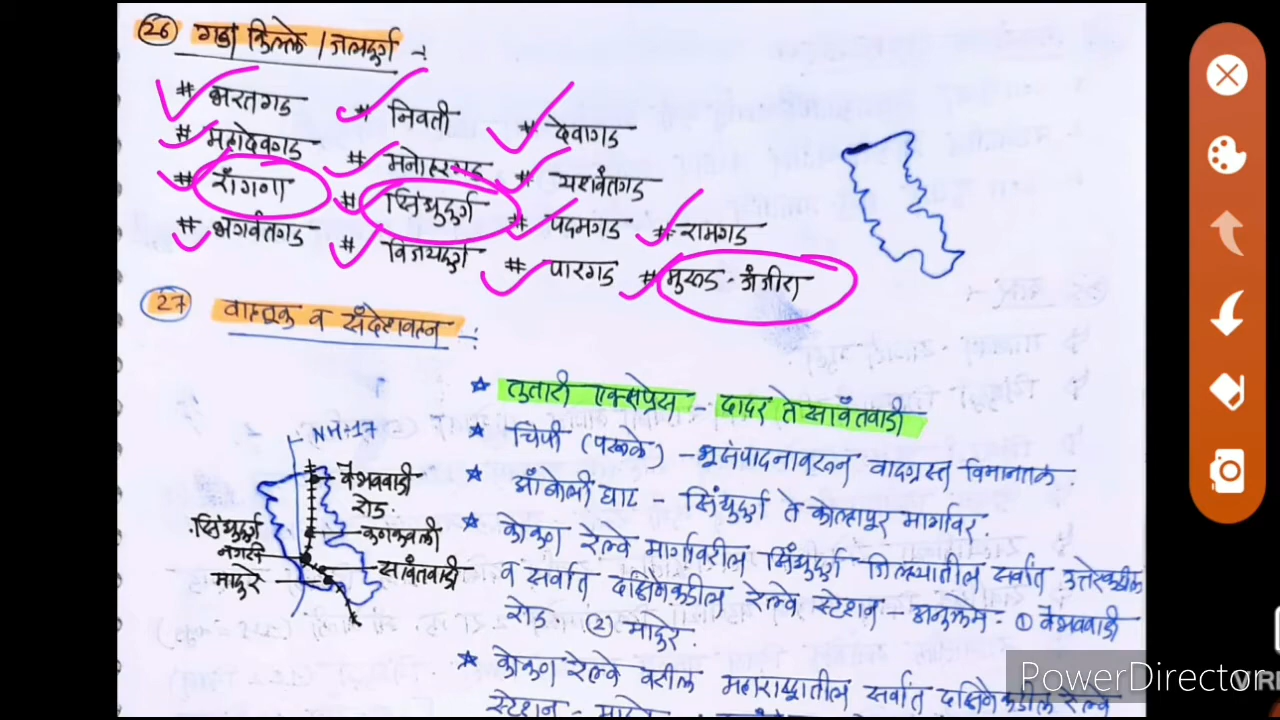 26 गड / किल्ले / जलदुर्ग :
# भरतगड # निवती # देवगड
# महादेवगड # मनोहरगड # यशवंतगड
# रांगणा # सिंधुदुर्ग # पदमगड # रामगड
# भगवंतगड # विजयदुर्ग # पारगड # मुरुड - जंजीरा
27 वाहतूक व संदेशवहन :
★ तुतारी एक्सप्रेस - दादर ते सावंतवाडी
★ चिपी (परुळे) - भूसंपादनावरून वादग्रस्त विमानतळ
★ आंबोली घाट - सिंधुदुर्ग ते कोल्हापूर मार्गावर
★ कोकण रेल्वे मार्गावरील सिंधुदुर्ग जिल्ह्यातील सर्वात उत्तरेकडील
व सर्वात दक्षिणेकडील रेल्वे स्टेशन - अनुक्रमे - ① वैभववाडी
रोड ② मादुरे
★ कोकण रेल्वे वरील महाराष्ट्रातील सर्वात दक्षिणेकडील रेल्वे
स्टेशन - मादुरे
NH-17
वैभववाडी
रोड.
कणकवली
सिंधुदुर्ग
नगरी
सावंतवाडी
मादुरे
PowerDirector